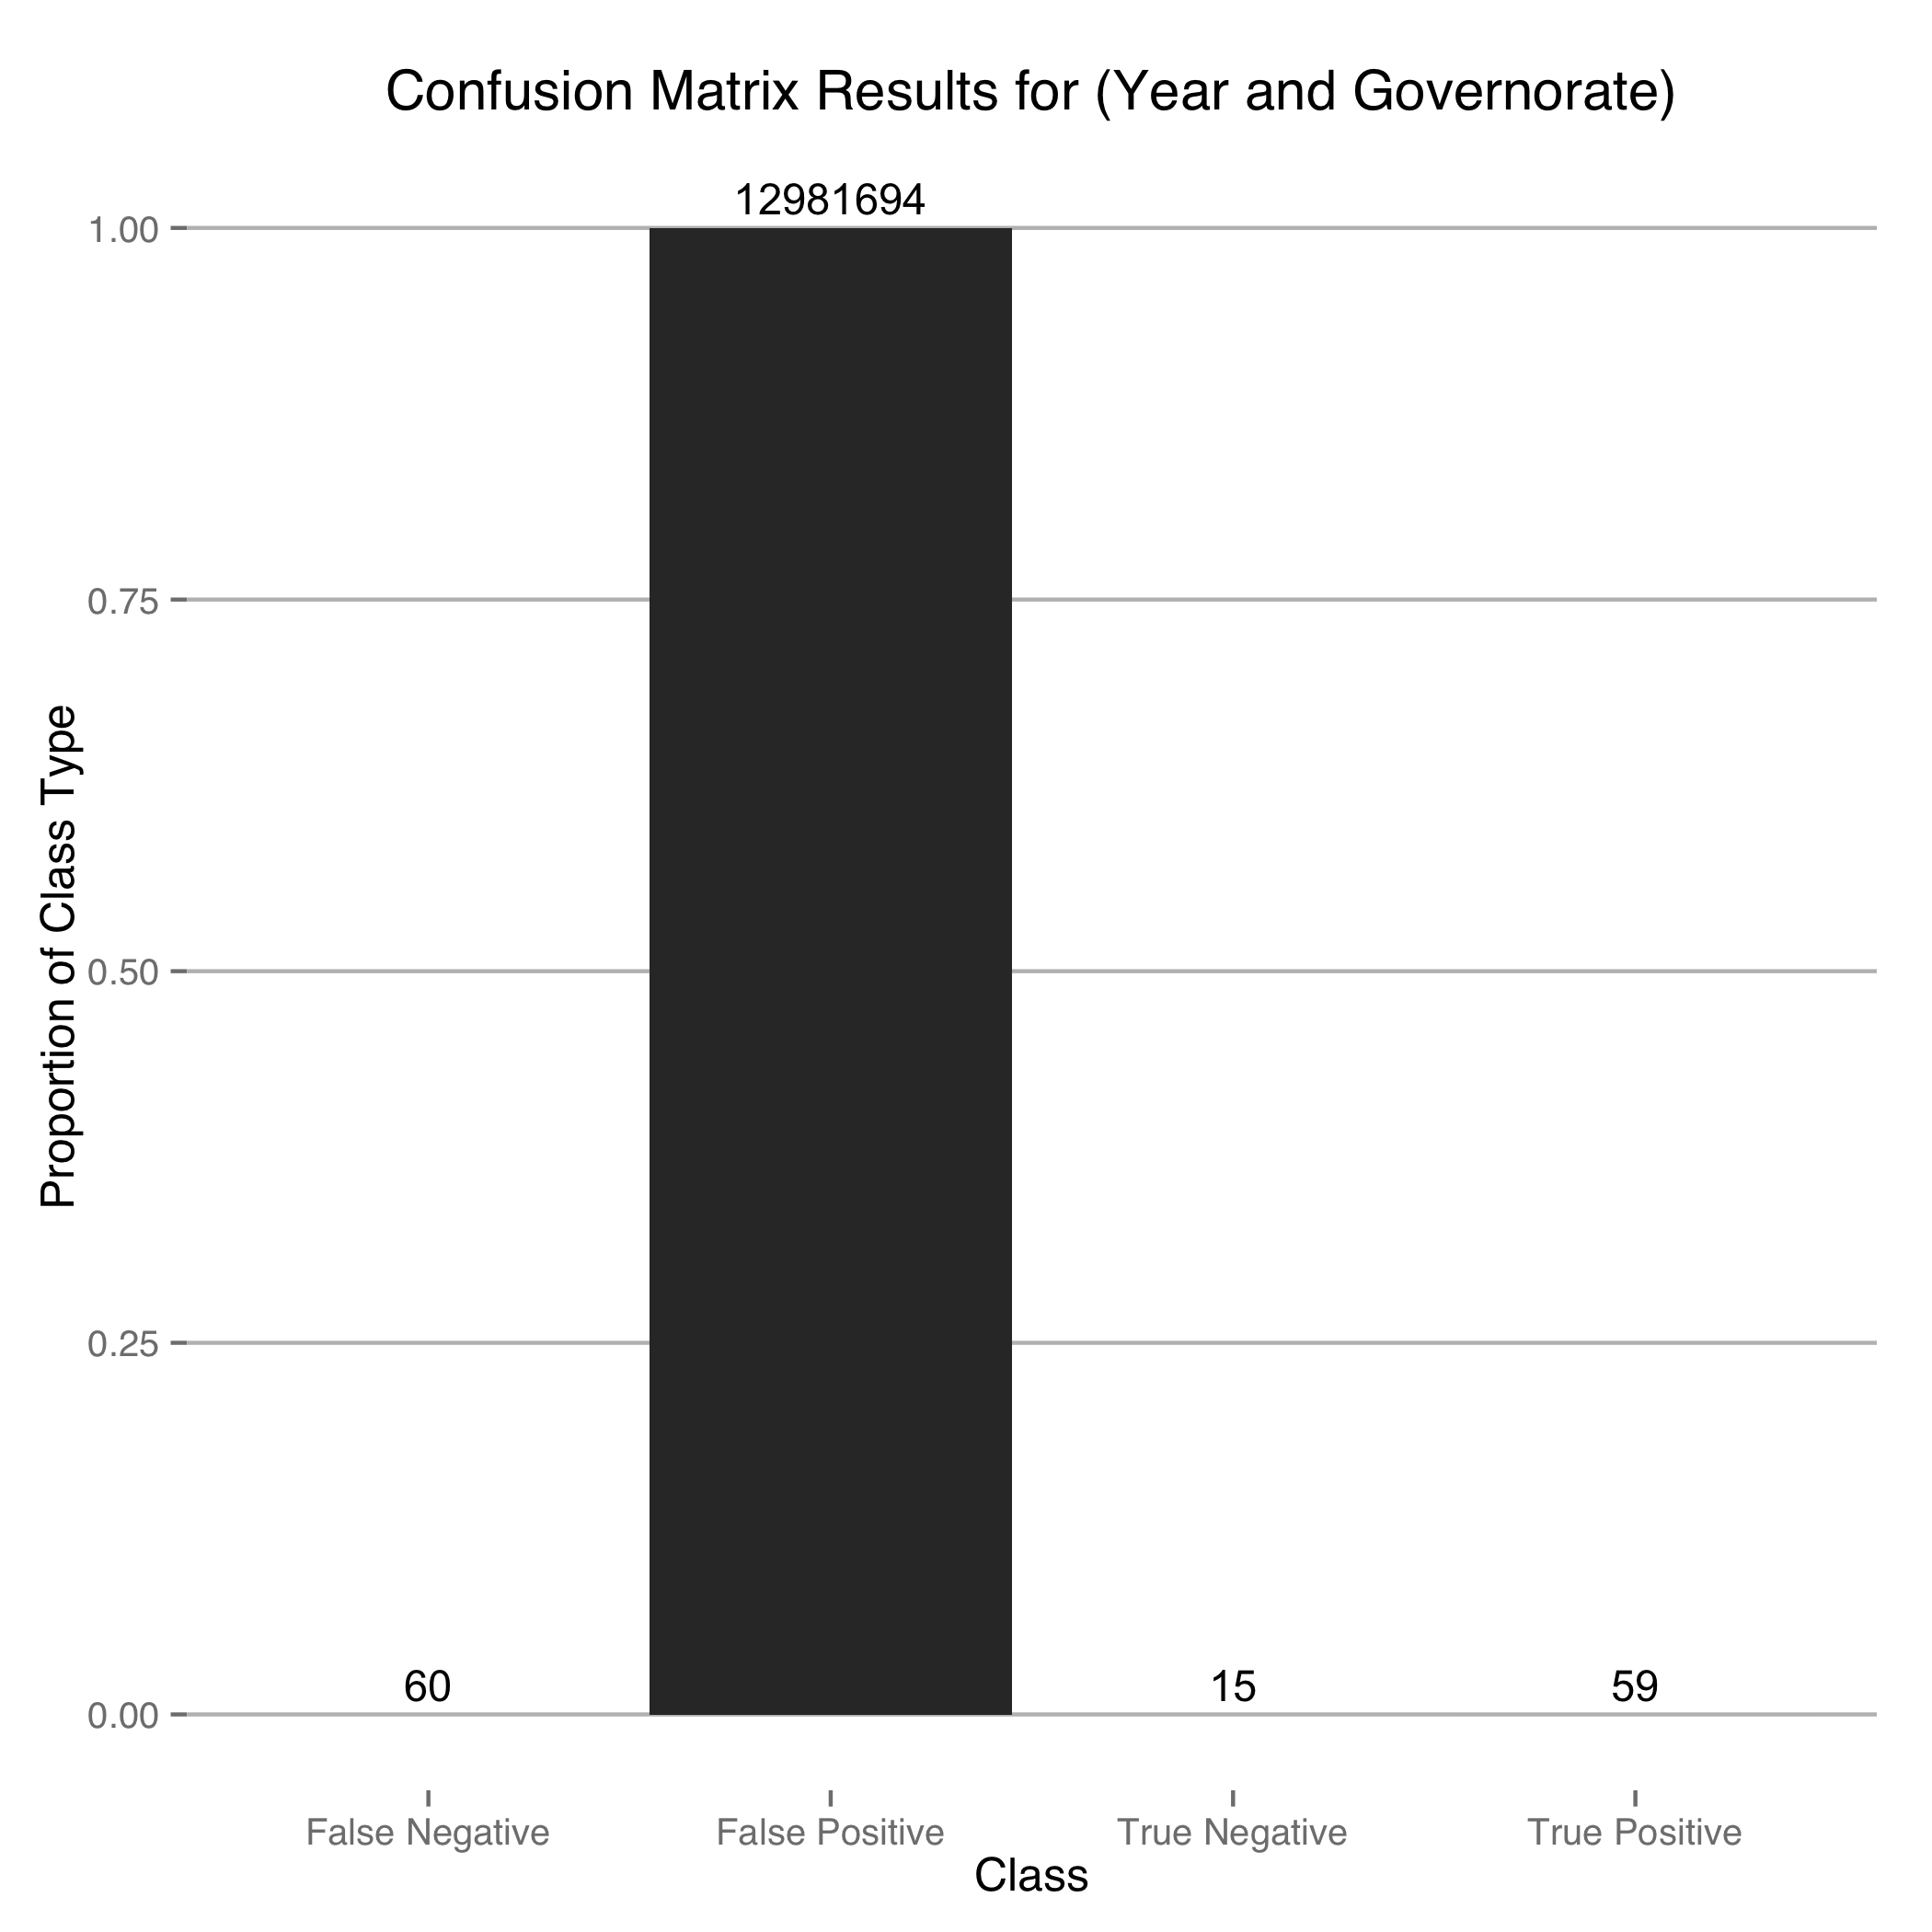 Confusion Matrix Results for (Year and Governorate)
12981694
1.00
0.75
0.50
0.25
0.00
Proportion of Class Type
60
15
59
False Negative
False Positive
True Negative
True Positive
Class